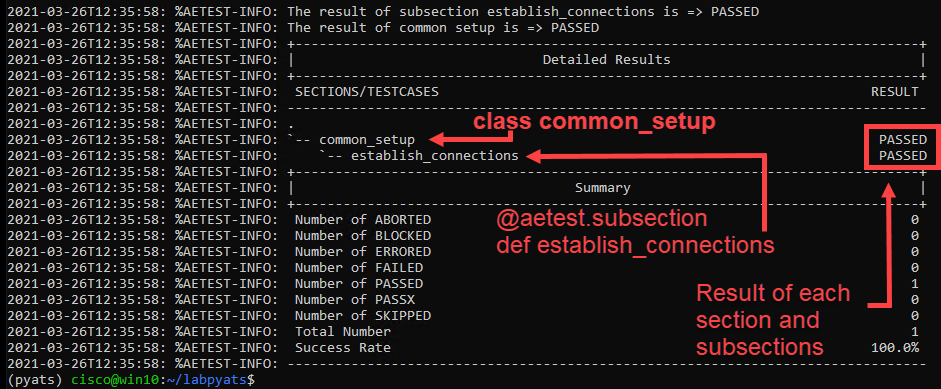 2021-03-26T12:35:58: %AETEST-INFO: The result of subsection establish_connections is => PASSED
2021-03-26T12:35:58: %AETEST-INFO: The result of common setup is => PASSED
2021-03-26T12:35:58: %AETEST-INFO: +------------------------------------------------------------------------------+
2021-03-26T12:35:58: %AETEST-INFO: |                               Detailed Results                               |
2021-03-26T12:35:58: %AETEST-INFO: +------------------------------------------------------------------------------+
2021-03-26T12:35:58: %AETEST-INFO:  SECTIONS/TESTCASES                                                      RESULT
2021-03-26T12:35:58: %AETEST-INFO: --------------------------------------------------------------------------------
2021-03-26T12:35:58: %AETEST-INFO: .
class common_setup
2021-03-26T12:35:58: %AETEST-INFO: `-- common_setup                                                          PASSED
2021-03-26T12:35:58: %AETEST-INFO:     `-- establish_connections                                             PASSED
2021-03-26T12:35:58: %AETEST-INFO: +------------------------------------------------------------------------------+
2021-03-26T12:35:58: %AETEST-INFO: |                                   Summary                                    |
2021-03-26T12:35:58: %AETEST-INFO: +------------------------------------------------------------------------------+
2021-03-26T12:35:58: %AETEST-INFO:  Number of ABORTED                                                            0
@aetest.subsection
2021-03-26T12:35:58: %AETEST-INFO:  Number of BLOCKED                                                            0
def establish_connections
2021-03-26T12:35:58: %AETEST-INFO:  Number of ERRORED                                                            0
2021-03-26T12:35:58: %AETEST-INFO:  Number of FAILED                                                             0
2021-03-26T12:35:58: %AETEST-INFO:  Number of PASSED                                                             1
Result of each
section and
subsections
2021-03-26T12:35:58: %AETEST-INFO:  Number of PASSX                                                              0
2021-03-26T12:35:58: %AETEST-INFO:  Number of SKIPPED                                                            0
2021-03-26T12:35:58: %AETEST-INFO:  Total Number                                                                 1
2021-03-26T12:35:58: %AETEST-INFO:  Success Rate                                                            100.0%
2021-03-26T12:35:58: %AETEST-INFO: --------------------------------------------------------------------------------
(pyats) cisco@win10:~/labpyats$